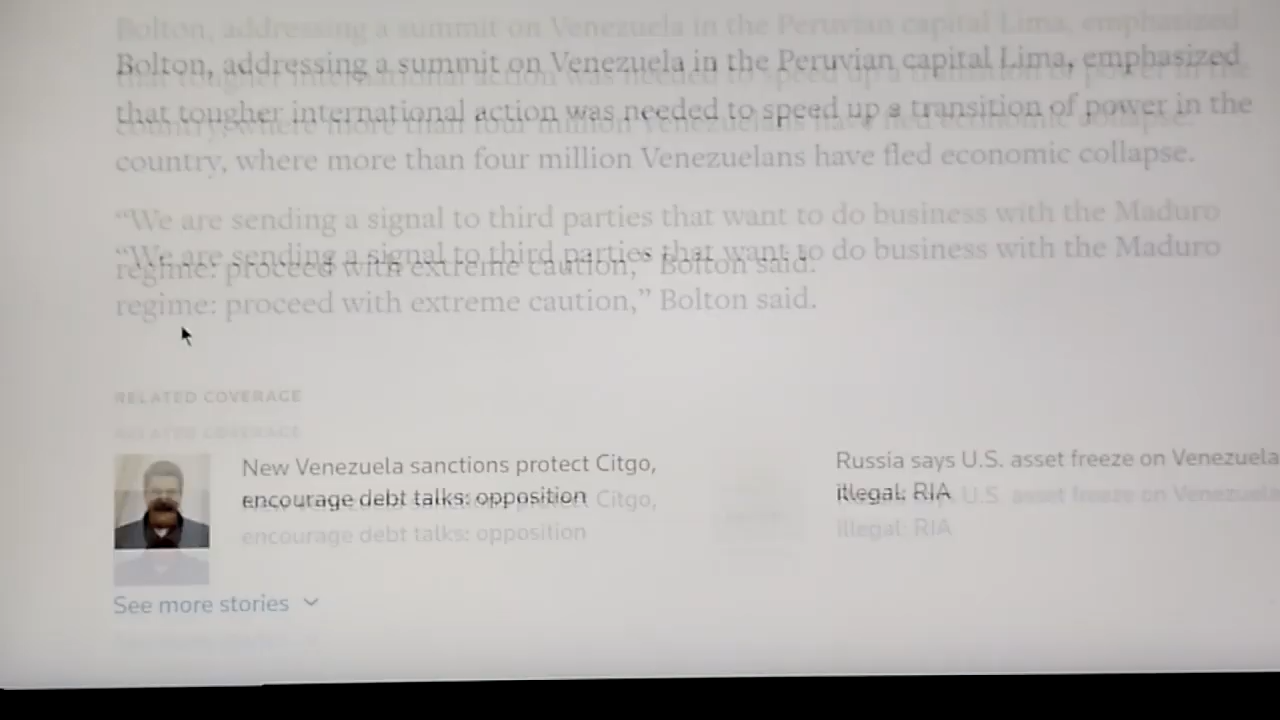 Bolton, addressing a summit on Venezuela in the Peruvian capital Lima, emphasized
that tougher international action was needed to speed up a transition of power in the
country, where more than four million Venezuelans have fled economic collapse.
“We are sending a signal to third parties that want to do business with the Maduro
regime: proceed with extreme caution,” Bolton said.
RELATED COVERAGE
New Venezuela sanctions protect Citgo,
encourage debt talks: opposition
Russia says U.S. asset freeze on Venezuela
illegal: RIA
See more stories